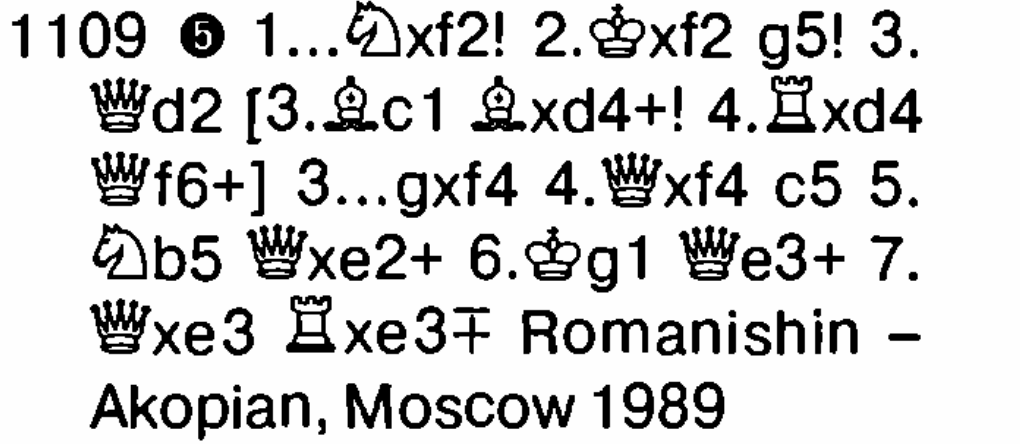 1109 ❺ 1...♘xf2! 2.♔xf2 g5! 3.
♕d2 [3.♗c1 ♗xd4+! 4.♖xd4
♕f6+] 3...gxf4 4.♕xf4 c5 5.
♘b5 ♕xe2+ 6.♔g1 ♕e3+ 7.
♕xe3 ♖xe3∓ Romanishin –
Akopian, Moscow 1989